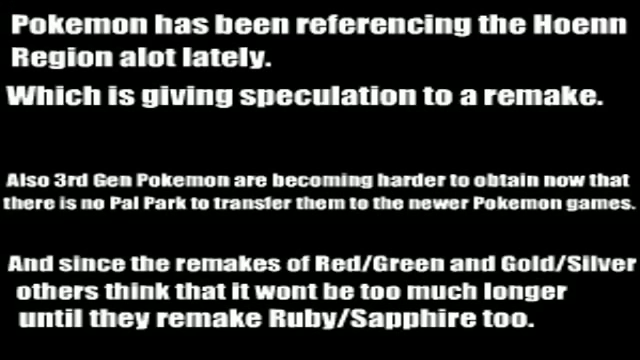 Pokemon has been referencing the Hoenn
Region alot lately.
Which is giving speculation to a remake.
Also 3rd Gen Pokemon are becoming harder to obtain now that
there is no Pal Park to transfer them to the newer Pokemon games.
And since the remakes of Red/Green and Gold/Silver
others think that it wont be too much longer
until they remake Ruby/Sapphire too.